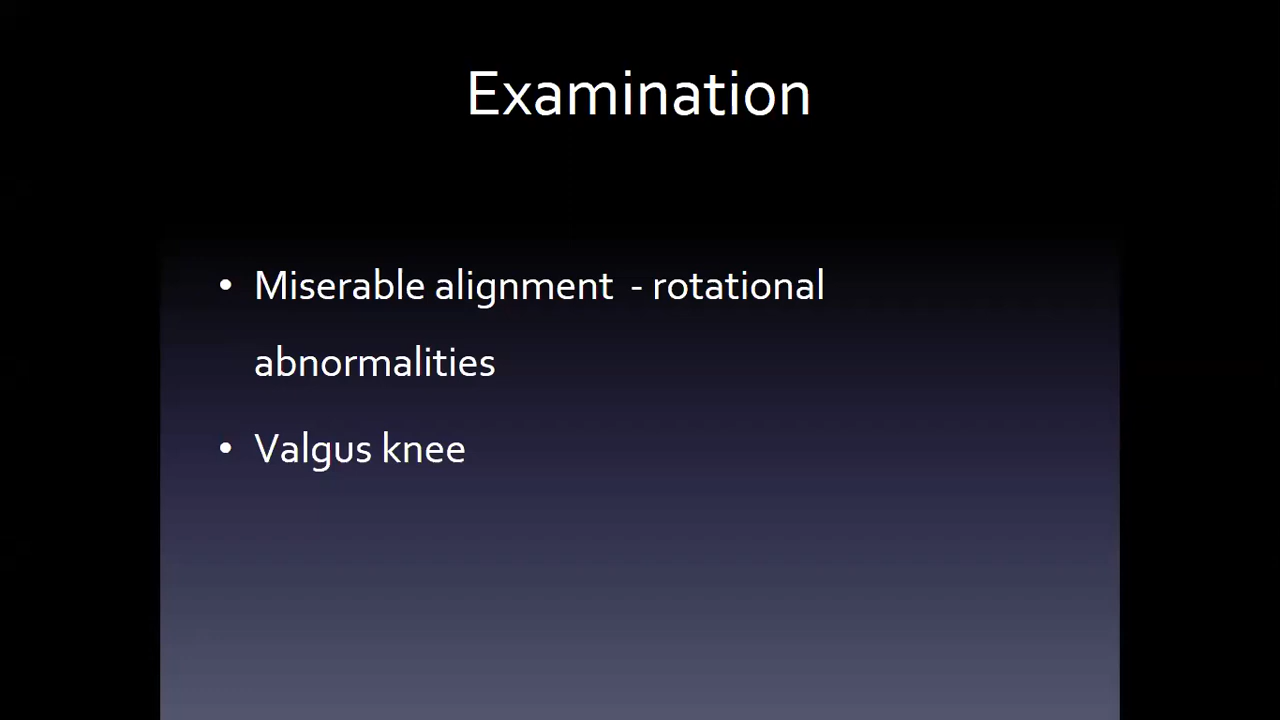 Examination
• Miserable alignment - rotational
abnormalities
• Valgus knee